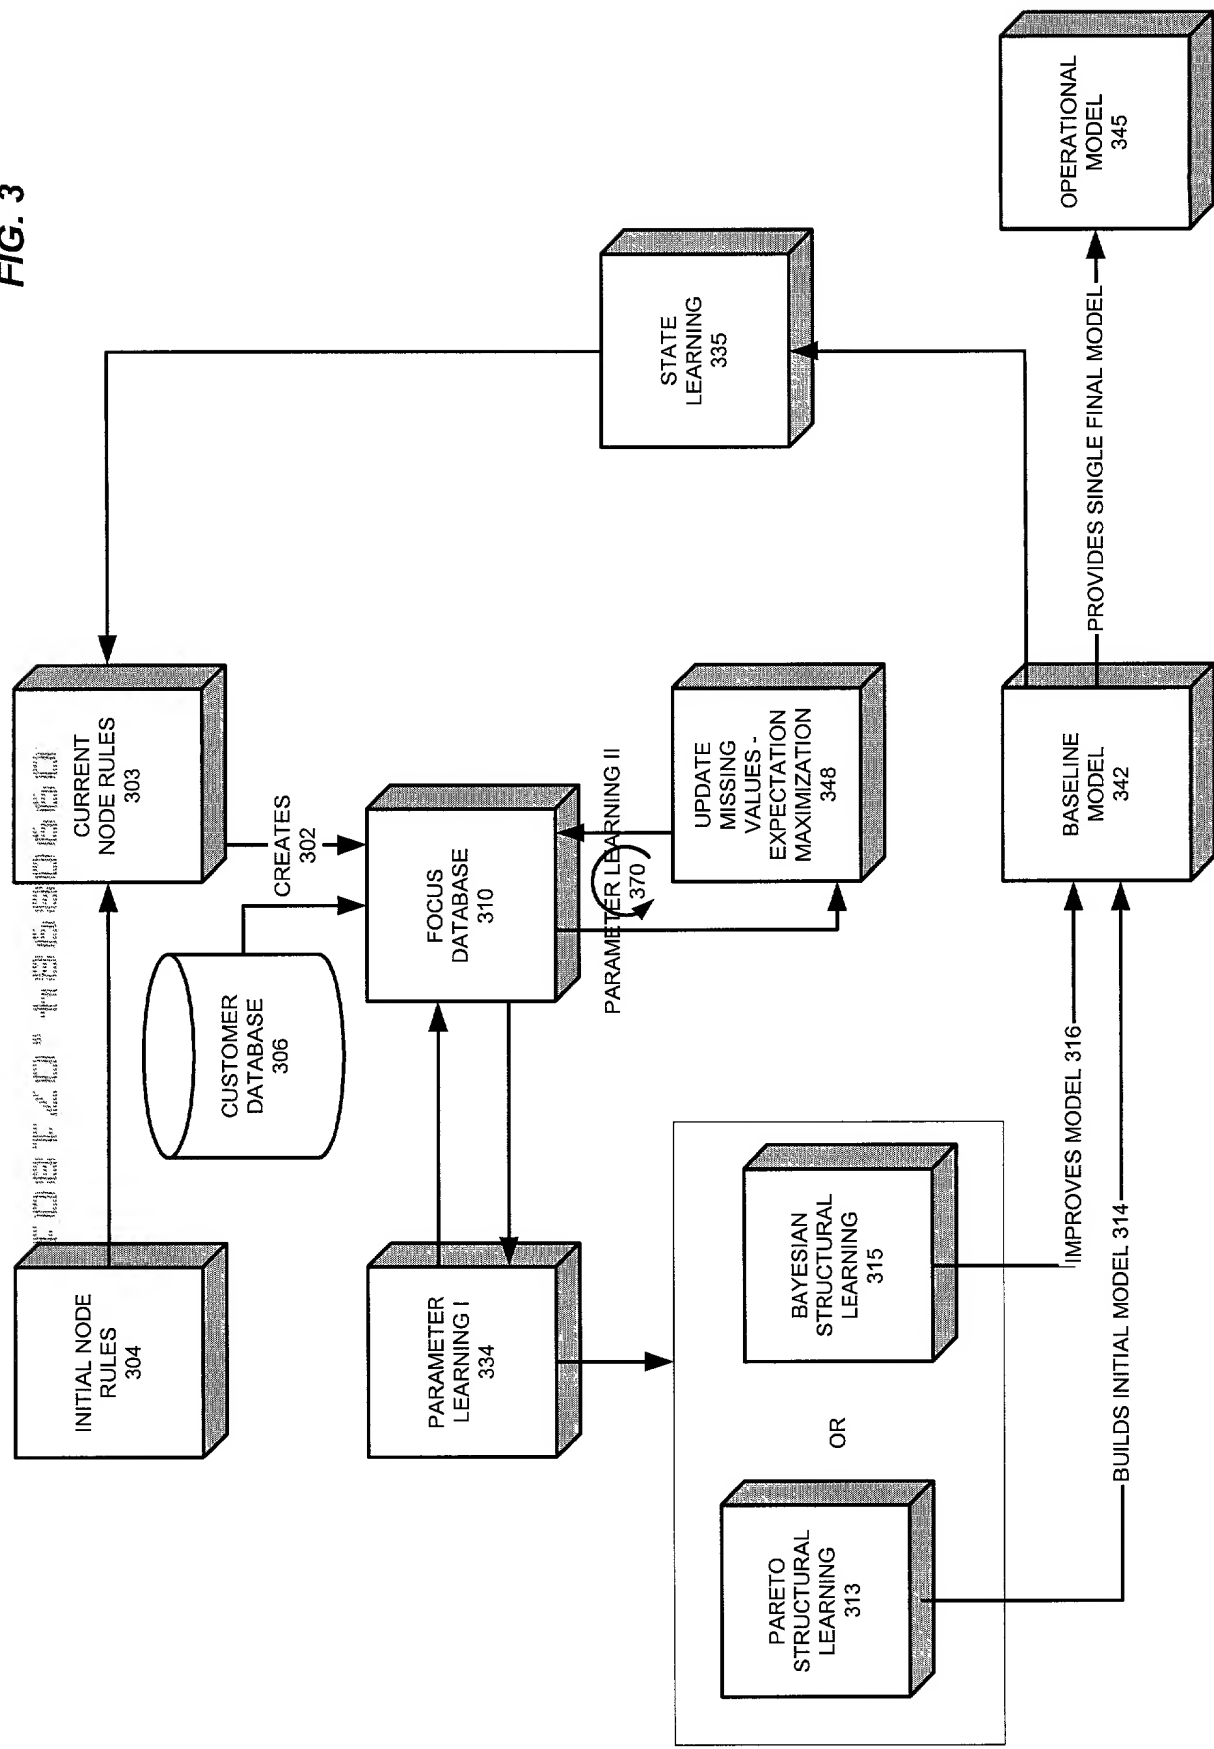 FIG. 3
INITIAL NODE
RULES
304
CURRENT
NODE RULES
303
CREATES
302
CUSTOMER
DATABASE
306
STATE
LEARNING
335
PARAMETER
LEARNING I
334
FOCUS
DATABASE
310
PARAMETER LEARNING II
370
UPDATE
MISSING
VALUES -
EXPECTATION
MAXIMIZATION
348
PARETO
STRUCTURAL
LEARNING
313
OR
BAYESIAN
STRUCTURAL
LEARNING
315
IMPROVES MODEL 316
BUILDS INITIAL MODEL 314
BASELINE
MODEL
342
PROVIDES SINGLE FINAL MODEL
OPERATIONAL
MODEL
345